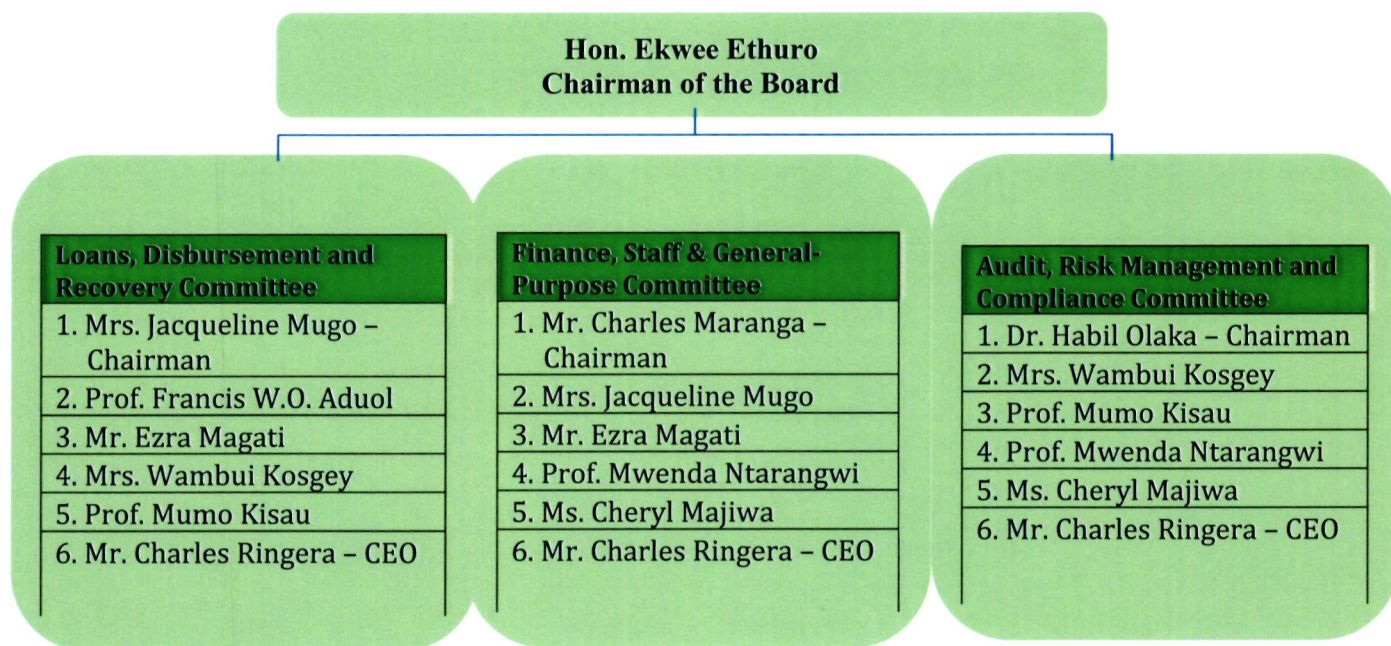 Hon. Ekwee Ethuro
Chairman of the Board
Loans, Disbursement and
Recovery Committee
1. Mrs. Jacqueline Mugo –
Chairman
2. Prof. Francis W.O. Aduol
3. Mr. Ezra Magati
4. Mrs. Wambui Kosgey
5. Prof. Mumo Kisau
6. Mr. Charles Ringera – CEO
Finance, Staff & General-
Purpose Committee
1. Mr. Charles Maranga –
Chairman
2. Mrs. Jacqueline Mugo
3. Mr. Ezra Magati
4. Prof. Mwenda Ntarangwi
5. Ms. Cheryl Majiwa
6. Mr. Charles Ringera – CEO
Audit, Risk Management and
Compliance Committee
1. Dr. Habil Olaka – Chairman
2. Mrs. Wambui Kosgey
3. Prof. Mumo Kisau
4. Prof. Mwenda Ntarangwi
5. Ms. Cheryl Majiwa
6. Mr. Charles Ringera – CEO